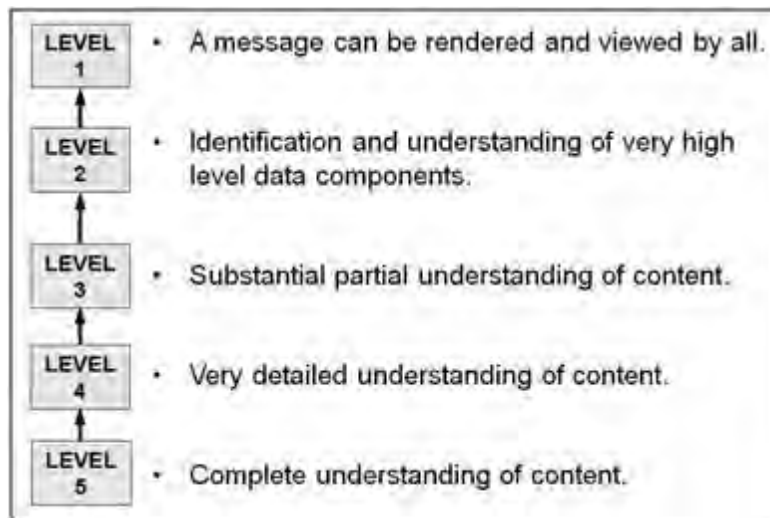 LEVEL
1
• A message can be rendered and viewed by all.
LEVEL
2
• Identification and understanding of very high
level data components.
LEVEL
3
• Substantial partial understanding of content.
LEVEL
4
• Very detailed understanding of content.
LEVEL
5
• Complete understanding of content.